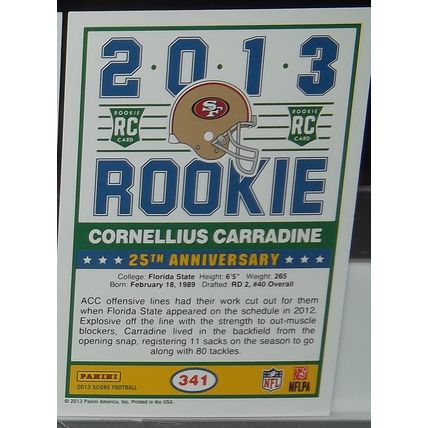 2·0·1·3
ROOKIE RC CARD
SF
ROOKIE RC CARD
ROOKIE
CORNELLIUS CARRADINE
25TH ANNIVERSARY
College: Florida State Height: 6'5" Weight: 265
Born: February 18, 1989 Drafted: RD 2, #40 Overall
ACC offensive lines had their work cut out for them
when Florida State appeared on the schedule in 2012.
Explosive off the line with the strength to out-muscle
blockers, Carradine lived in the backfield from the
opening snap, registering 11 sacks on the season to go
along with 80 tackles.
PANINI
2013 SCORE FOOTBALL
341
NFL
NFLPA
© 2013 Panini America, Inc. Printed in the USA.